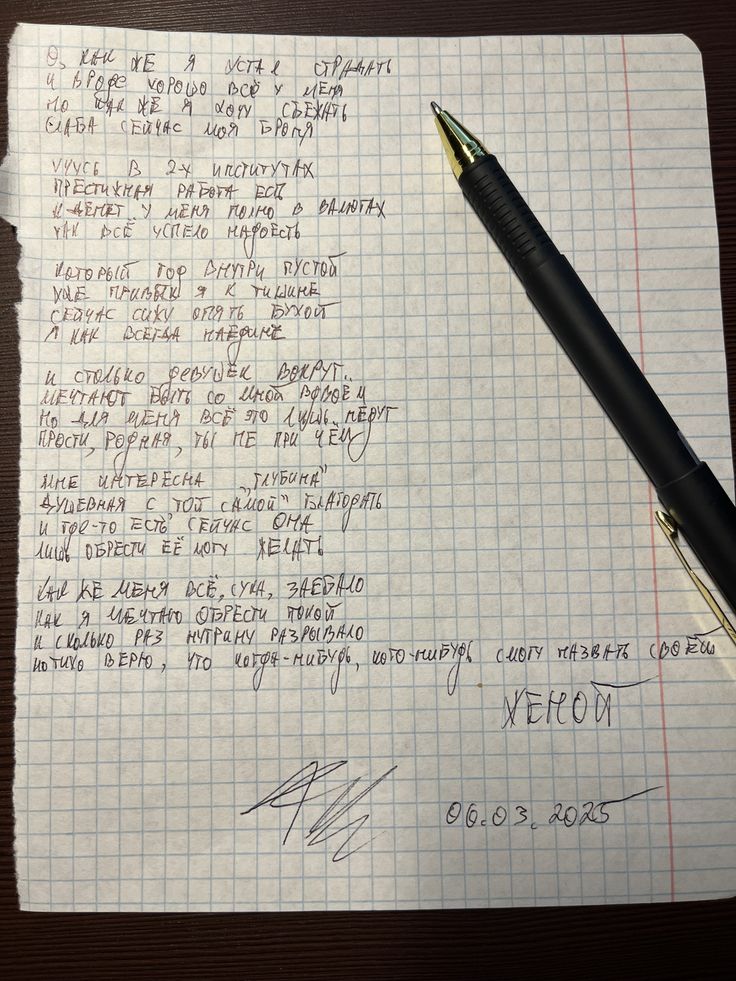 О, как же я устал страдать
и вроде хорошо всё у меня
но как же я хочу съехать
слаба сейчас моя броня
учусь в 2-х институтах
престижная работа есть
и денег у меня полно в валютах
как всё успело надоесть
который год внутри пустой
уже привык я к тишине
сейчас сижу опять бухой
и как всегда наедине
и столько девушек вокруг..
мечтают быть со мной вдвоём
но для меня всё это лишь недуг
прости, родная, ты не при чём
мне интересна „глубина"
душевная с „той самой" благодать
и где-то есть сейчас она
лишь обрести её могу желать
как же меня всё, сука, заебало
как я мечтаю обрести покой
и сколько раз нутрину разрывало
но тихо верю, что когда-нибудь, кого-нибудь смогу назвать своей
женой
06.03.2025